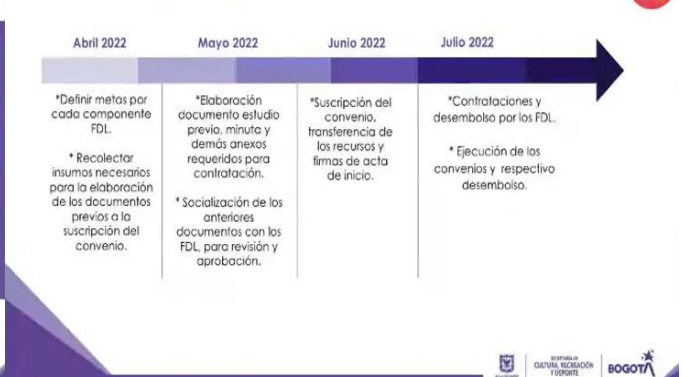 Abril 2022
Mayo 2022
Junio 2022
Julio 2022
*Definir metas por
cada componente
FDL.
* Recolectar
insumos necesarios
para la elaboración
de los documentos
previos a la
suscripción del
convenio.
*Elaboración
documento estudio
previo, minuta y
demás anexos
requeridos para
contratación.
* Socialización de los
anteriores
documentos con los
FDL, para revisión y
aprobación.
*Suscripción del
convenio,
transferencia de
los recursos y
firmas de acta
de inicio.
*Contrataciones y
desembolso por los FDL.
* Ejecución de los
convenios y respectivo
desembolso.
SECRETARÍA DE
CULTURA, RECREACIÓN
Y DEPORTE
BOGOTÁ